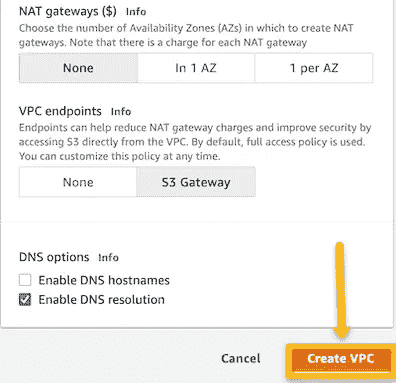 NAT gateways ($) Info
Choose the number of Availability Zones (AZs) in which to create NAT
gateways. Note that there is a charge for each NAT gateway
None In 1 AZ 1 per AZ
VPC endpoints Info
Endpoints can help reduce NAT gateway charges and improve security by
accessing S3 directly from the VPC. By default, full access policy is used.
You can customize this policy at any time.
None S3 Gateway
DNS options Info
Enable DNS hostnames
Enable DNS resolution
Cancel Create VPC